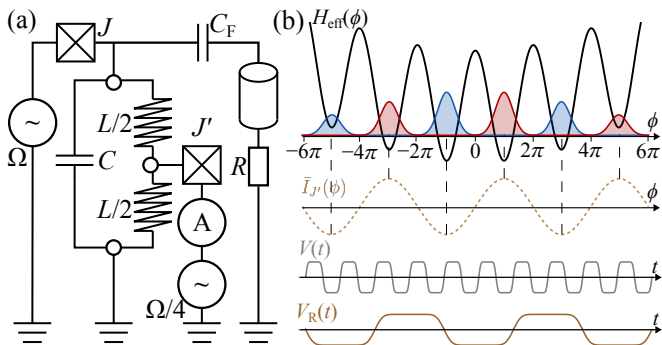 (a)
J
C_F
~
Ω
C
L/2
L/2
J′
A
~
Ω/4
R
(b)
H_eff(ϕ)
ϕ
−6π −4π −2π 0 2π 4π 6π
Ī_J′(ϕ)
ϕ
V(t)
t
V_R(t)
t